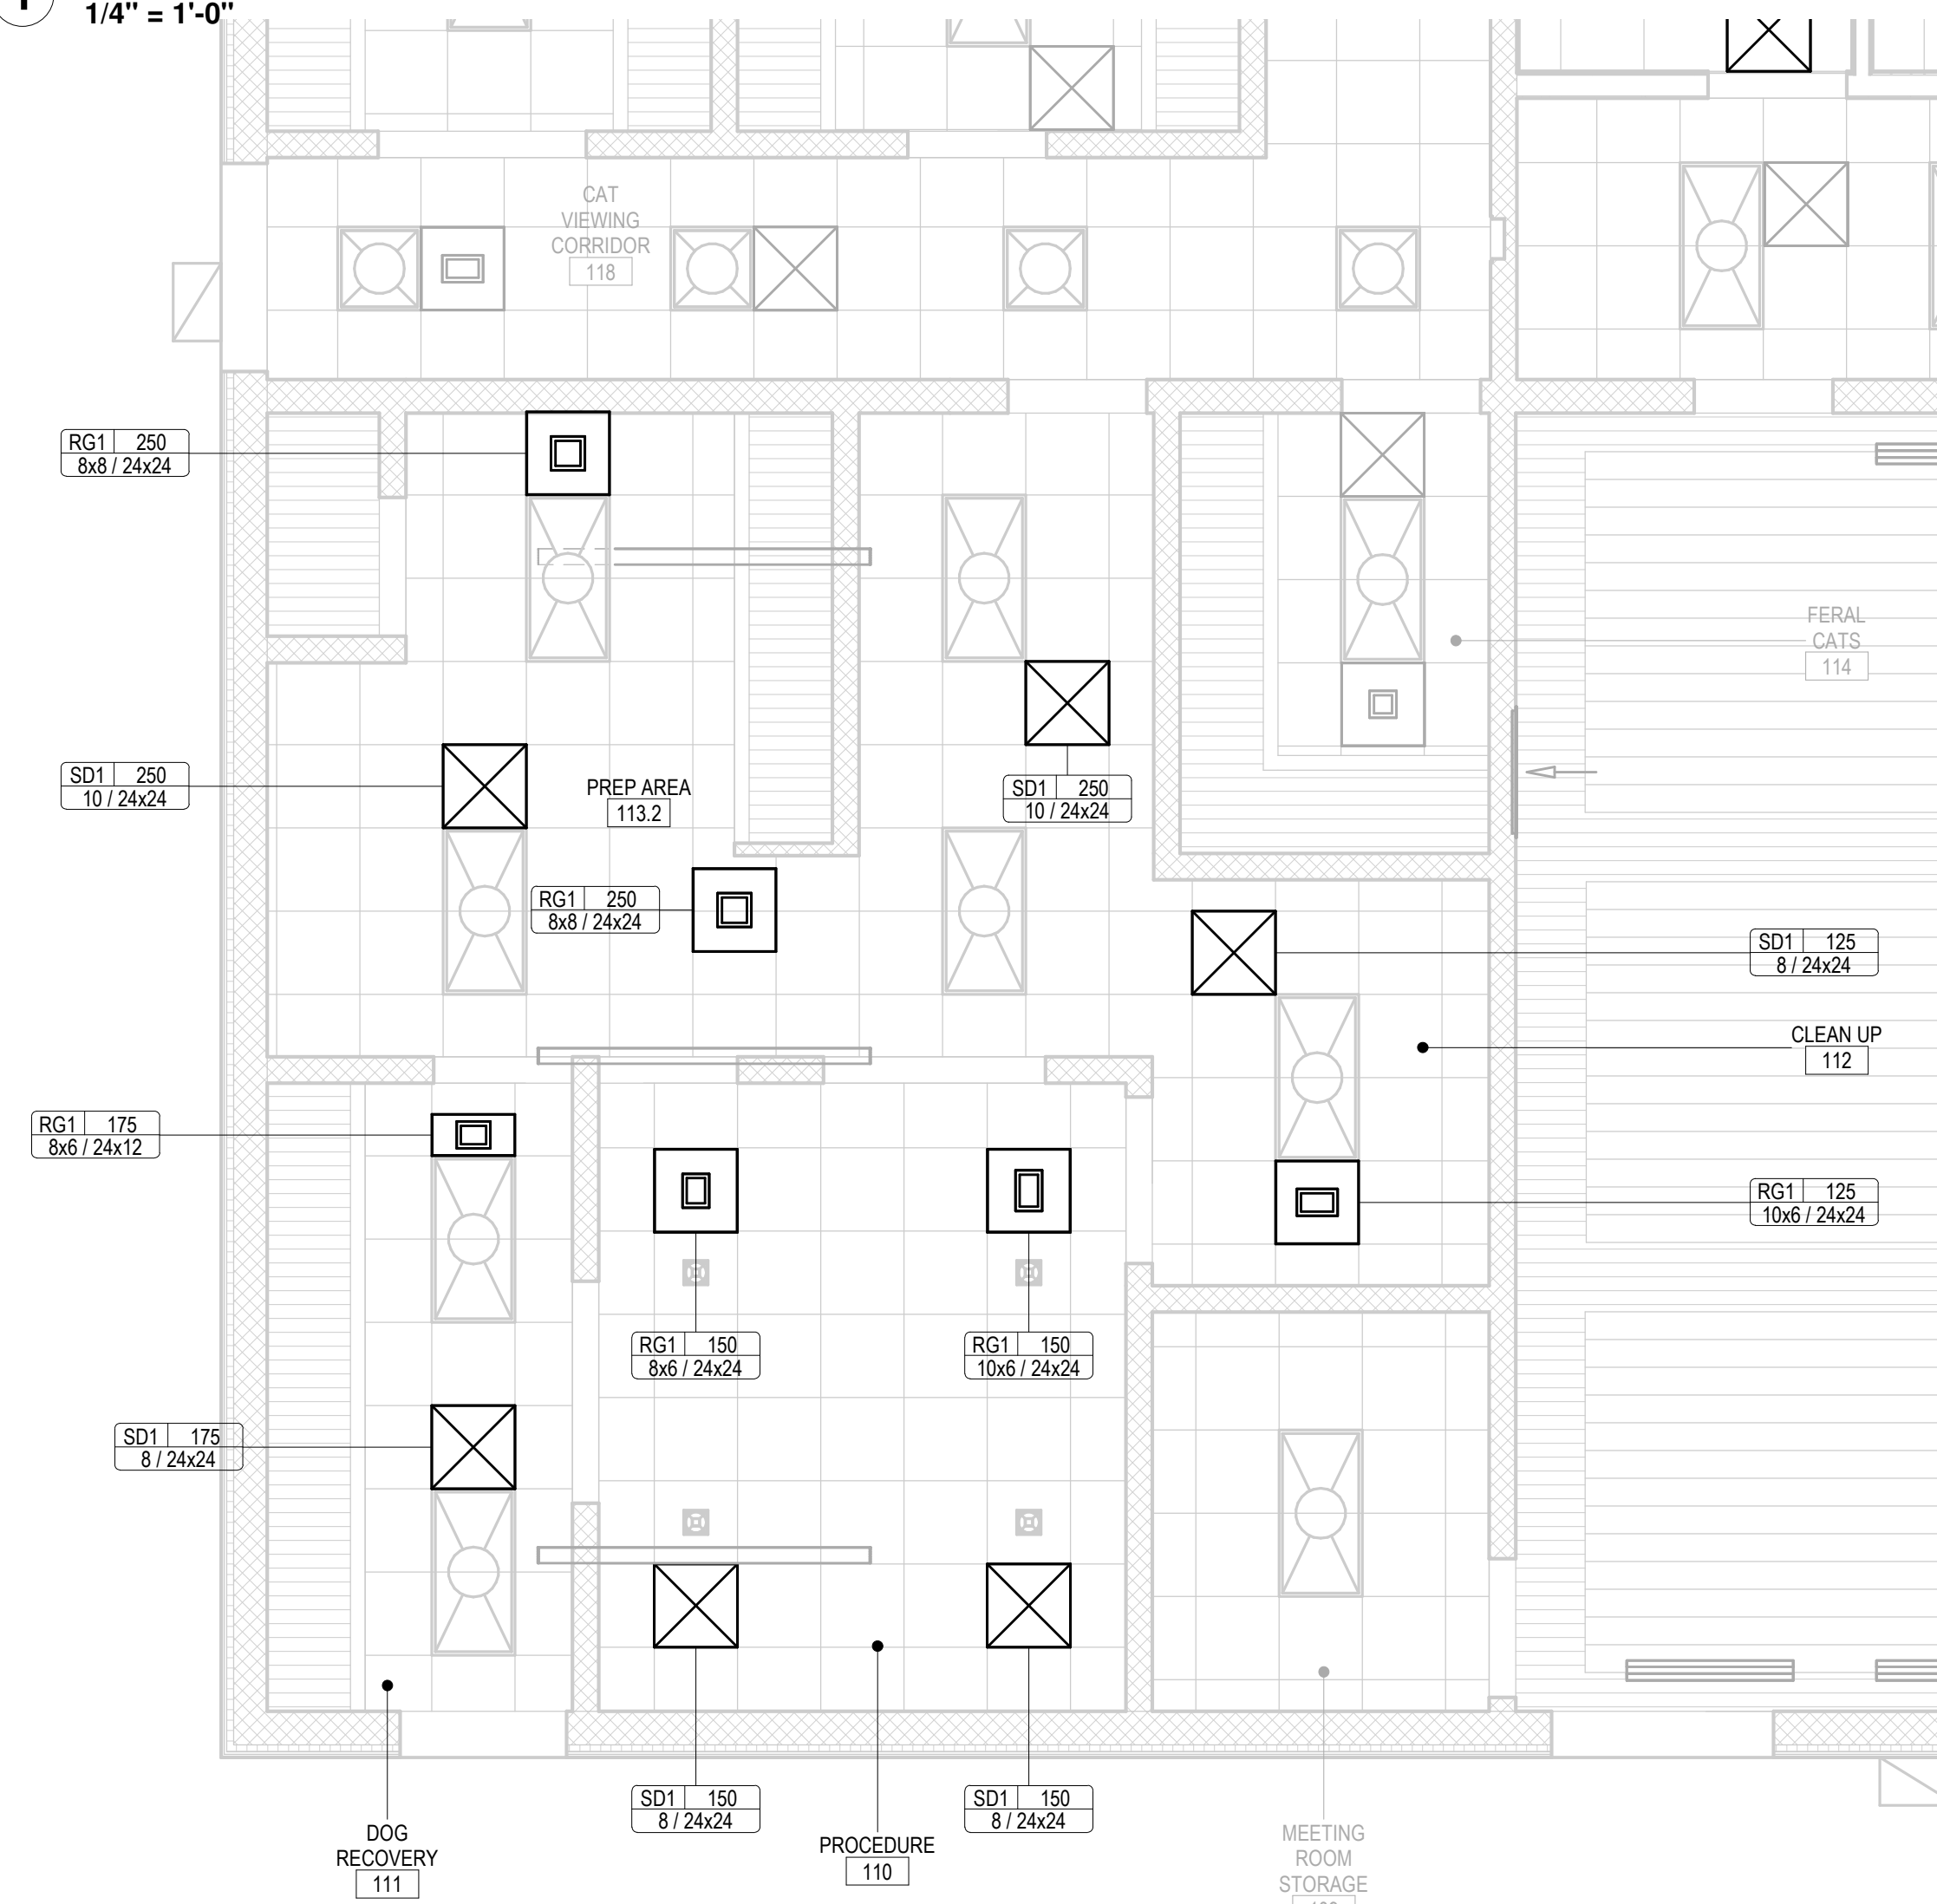 1/4" = 1'-0"
CAT
VIEWING
CORRIDOR
118
RG1 250
8x8 / 24x24
FERAL
CATS
114
SD1 250
10 / 24x24
PREP AREA
113.2
SD1 250
10 / 24x24
RG1 250
8x8 / 24x24
SD1 125
8 / 24x24
CLEAN UP
112
RG1 175
8x6 / 24x12
RG1 125
10x6 / 24x24
RG1 150
8x6 / 24x24
RG1 150
10x6 / 24x24
SD1 175
8 / 24x24
SD1 150
8 / 24x24
SD1 150
8 / 24x24
DOG
RECOVERY
111
PROCEDURE
110
MEETING
ROOM
STORAGE